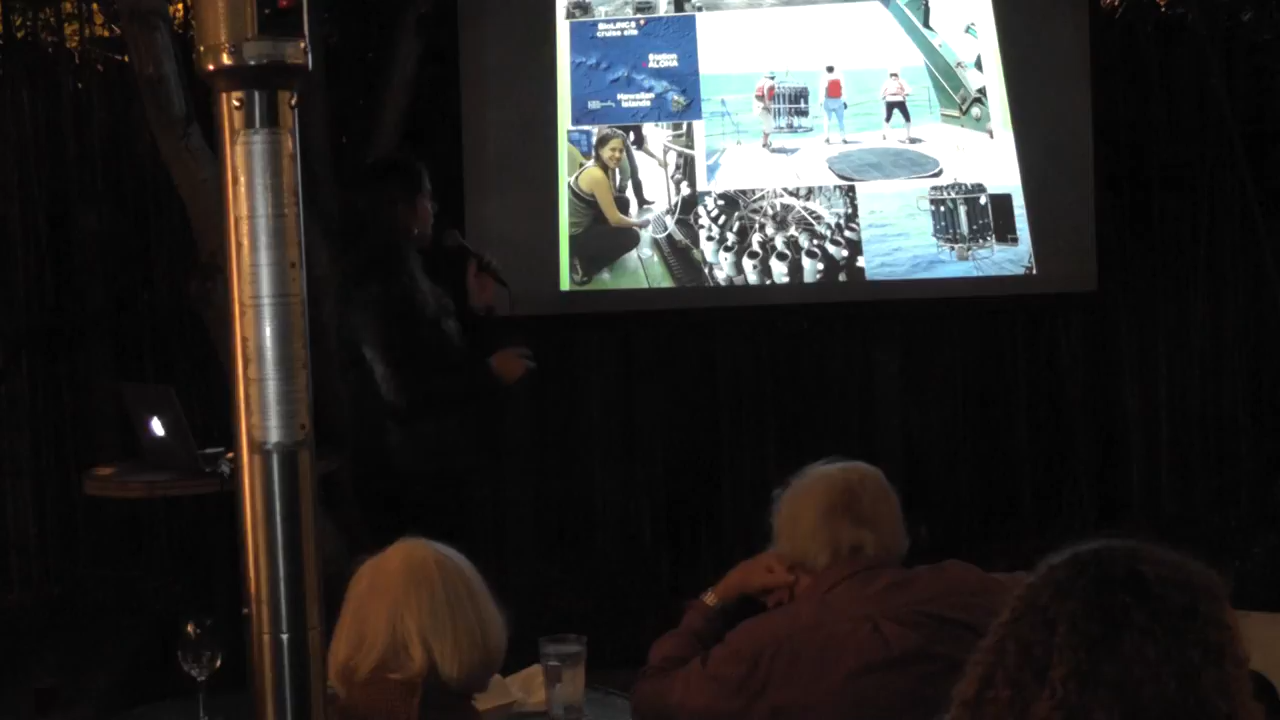 BioLINCS
cruise site
Station
ALOHA
Hawaiian
Islands